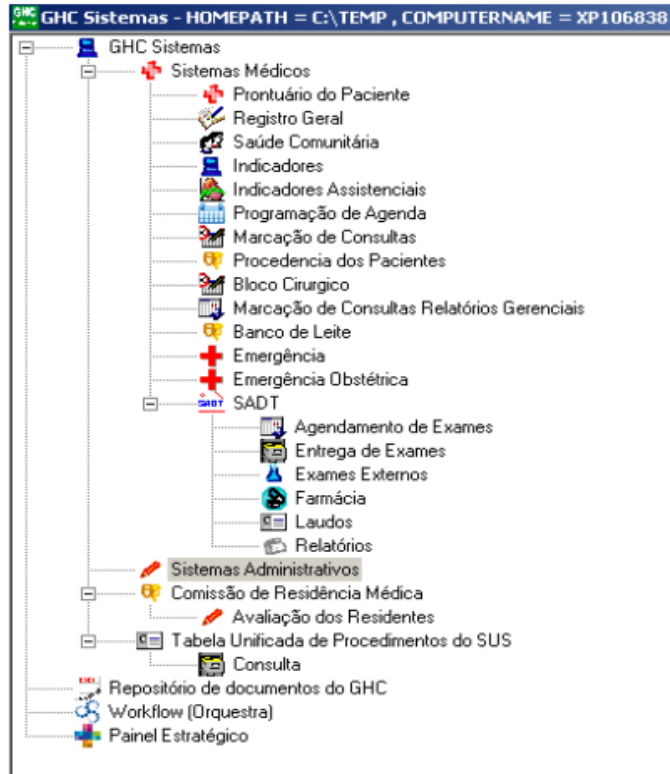 GHC Sistemas - HOMEPATH = C:\TEMP , COMPUTERNAME = XP106838
GHC Sistemas
Sistemas Médicos
Prontuário do Paciente
Registro Geral
Saúde Comunitária
Indicadores
Indicadores Assistenciais
Programação de Agenda
Marcação de Consultas
Procedencia dos Pacientes
Bloco Cirurgico
Marcação de Consultas Relatórios Gerenciais
Banco de Leite
Emergência
Emergência Obstétrica
SADT SADT
Agendamento de Exames
Entrega de Exames
Exames Externos
Farmácia
Laudos
Relatórios
Sistemas Administrativos
Comissão de Residência Médica
Avaliação dos Residentes
Tabela Unificada de Procedimentos do SUS
Consulta
Repositório de documentos do GHC
Workflow (Orquestra)
Painel Estratégico